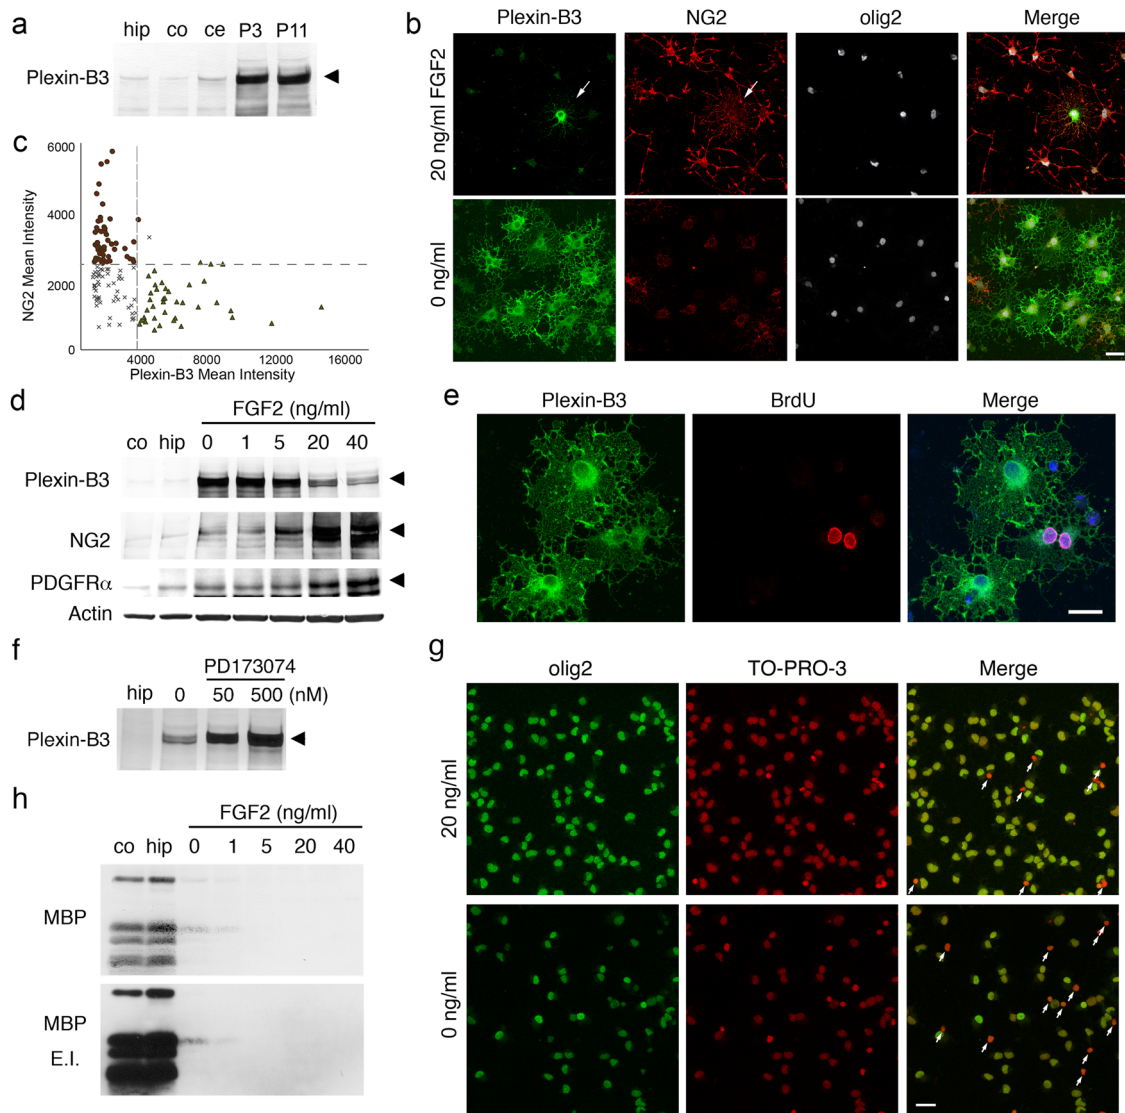 a
hip co ce P3 P11
Plexin-B3
b
Plexin-B3 NG2 olig2 Merge
20 ng/ml FGF2
0 ng/ml
c
6000
4000
2000
0
NG2 Mean Intensity
4000 8000 12000 16000
Plexin-B3 Mean Intensity
d
FGF2 (ng/ml)
co hip 0 1 5 20 40
Plexin-B3
NG2
PDGFRα
Actin
e
Plexin-B3 BrdU Merge
f
PD173074
hip 0 50 500 (nM)
Plexin-B3
g
olig2 TO-PRO-3 Merge
20 ng/ml
0 ng/ml
h
FGF2 (ng/ml)
co hip 0 1 5 20 40
MBP
MBP
E.I.